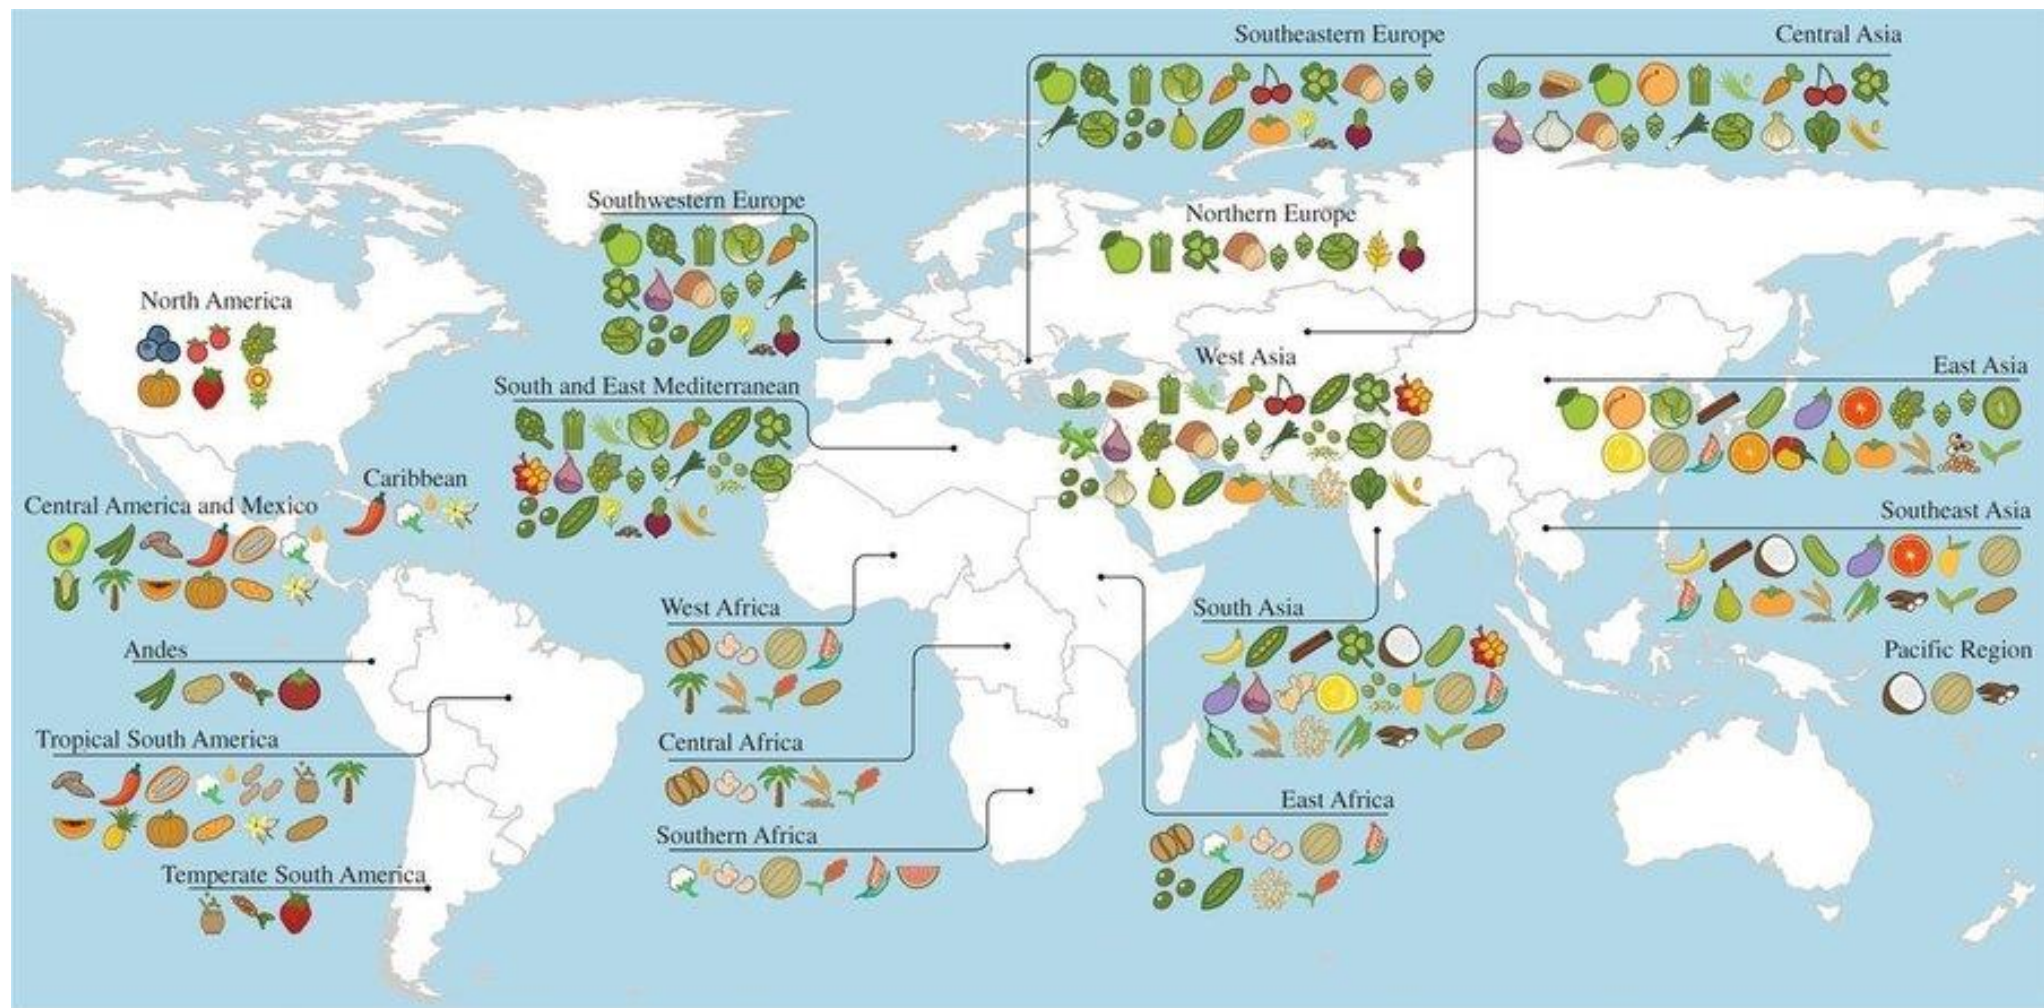 Southeastern Europe
Central Asia
Southwestern Europe
Northern Europe
North America
West Asia
East Asia
South and East Mediterranean
Caribbean
Central America and Mexico
Southeast Asia
West Africa
South Asia
Andes
Pacific Region
Tropical South America
Central Africa
East Africa
Southern Africa
Temperate South America